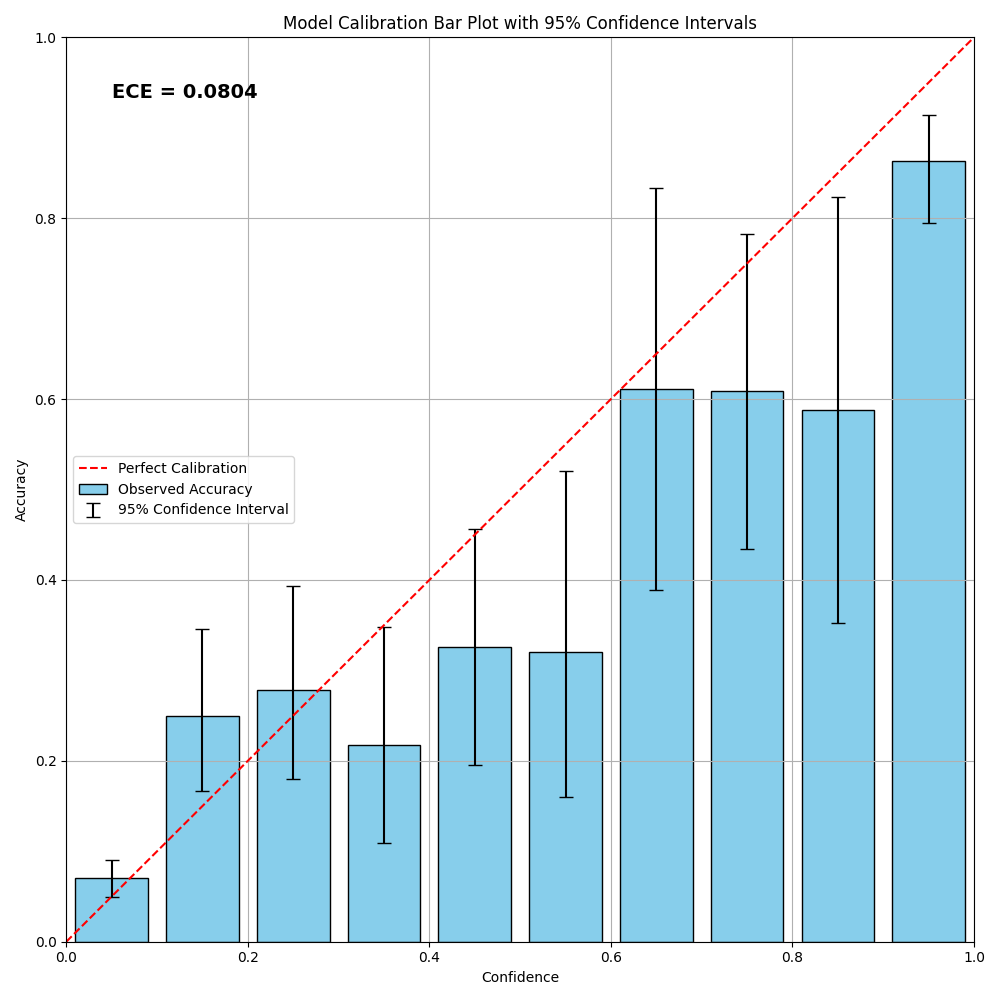 Model Calibration Bar Plot with 95% Confidence Intervals
ECE = 0.0804
1.0
0.8
0.6
0.4
0.2
0.0
Accuracy
Perfect Calibration
Observed Accuracy
95% Confidence Interval
0.0 0.2 0.4 0.6 0.8 1.0
Confidence